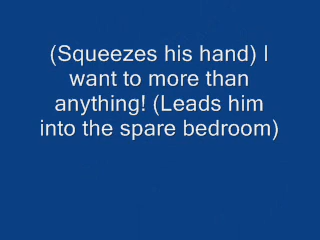 (Squeezes his hand) I
want to more than
anything! (Leads him
into the spare bedroom)